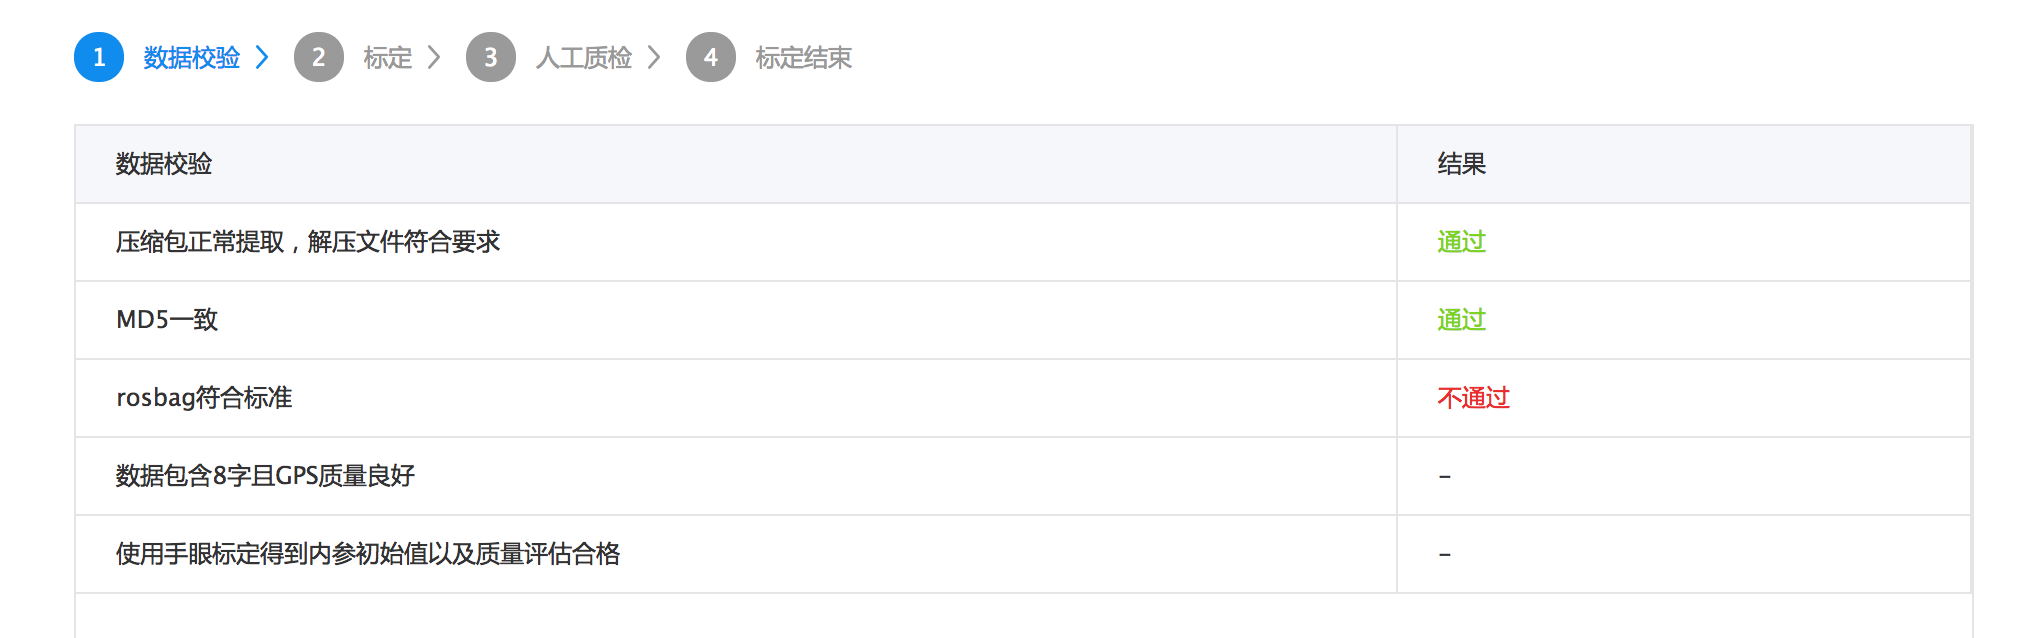 1 数据校验 > 2 标定 > 3 人工质检 > 4 标定结束
数据校验 结果
压缩包正常提取，解压文件符合要求 通过
MD5一致 通过
rosbag符合标准 不通过
数据包含8字且GPS质量良好 –
使用手眼标定得到内参初始值以及质量评估合格 –